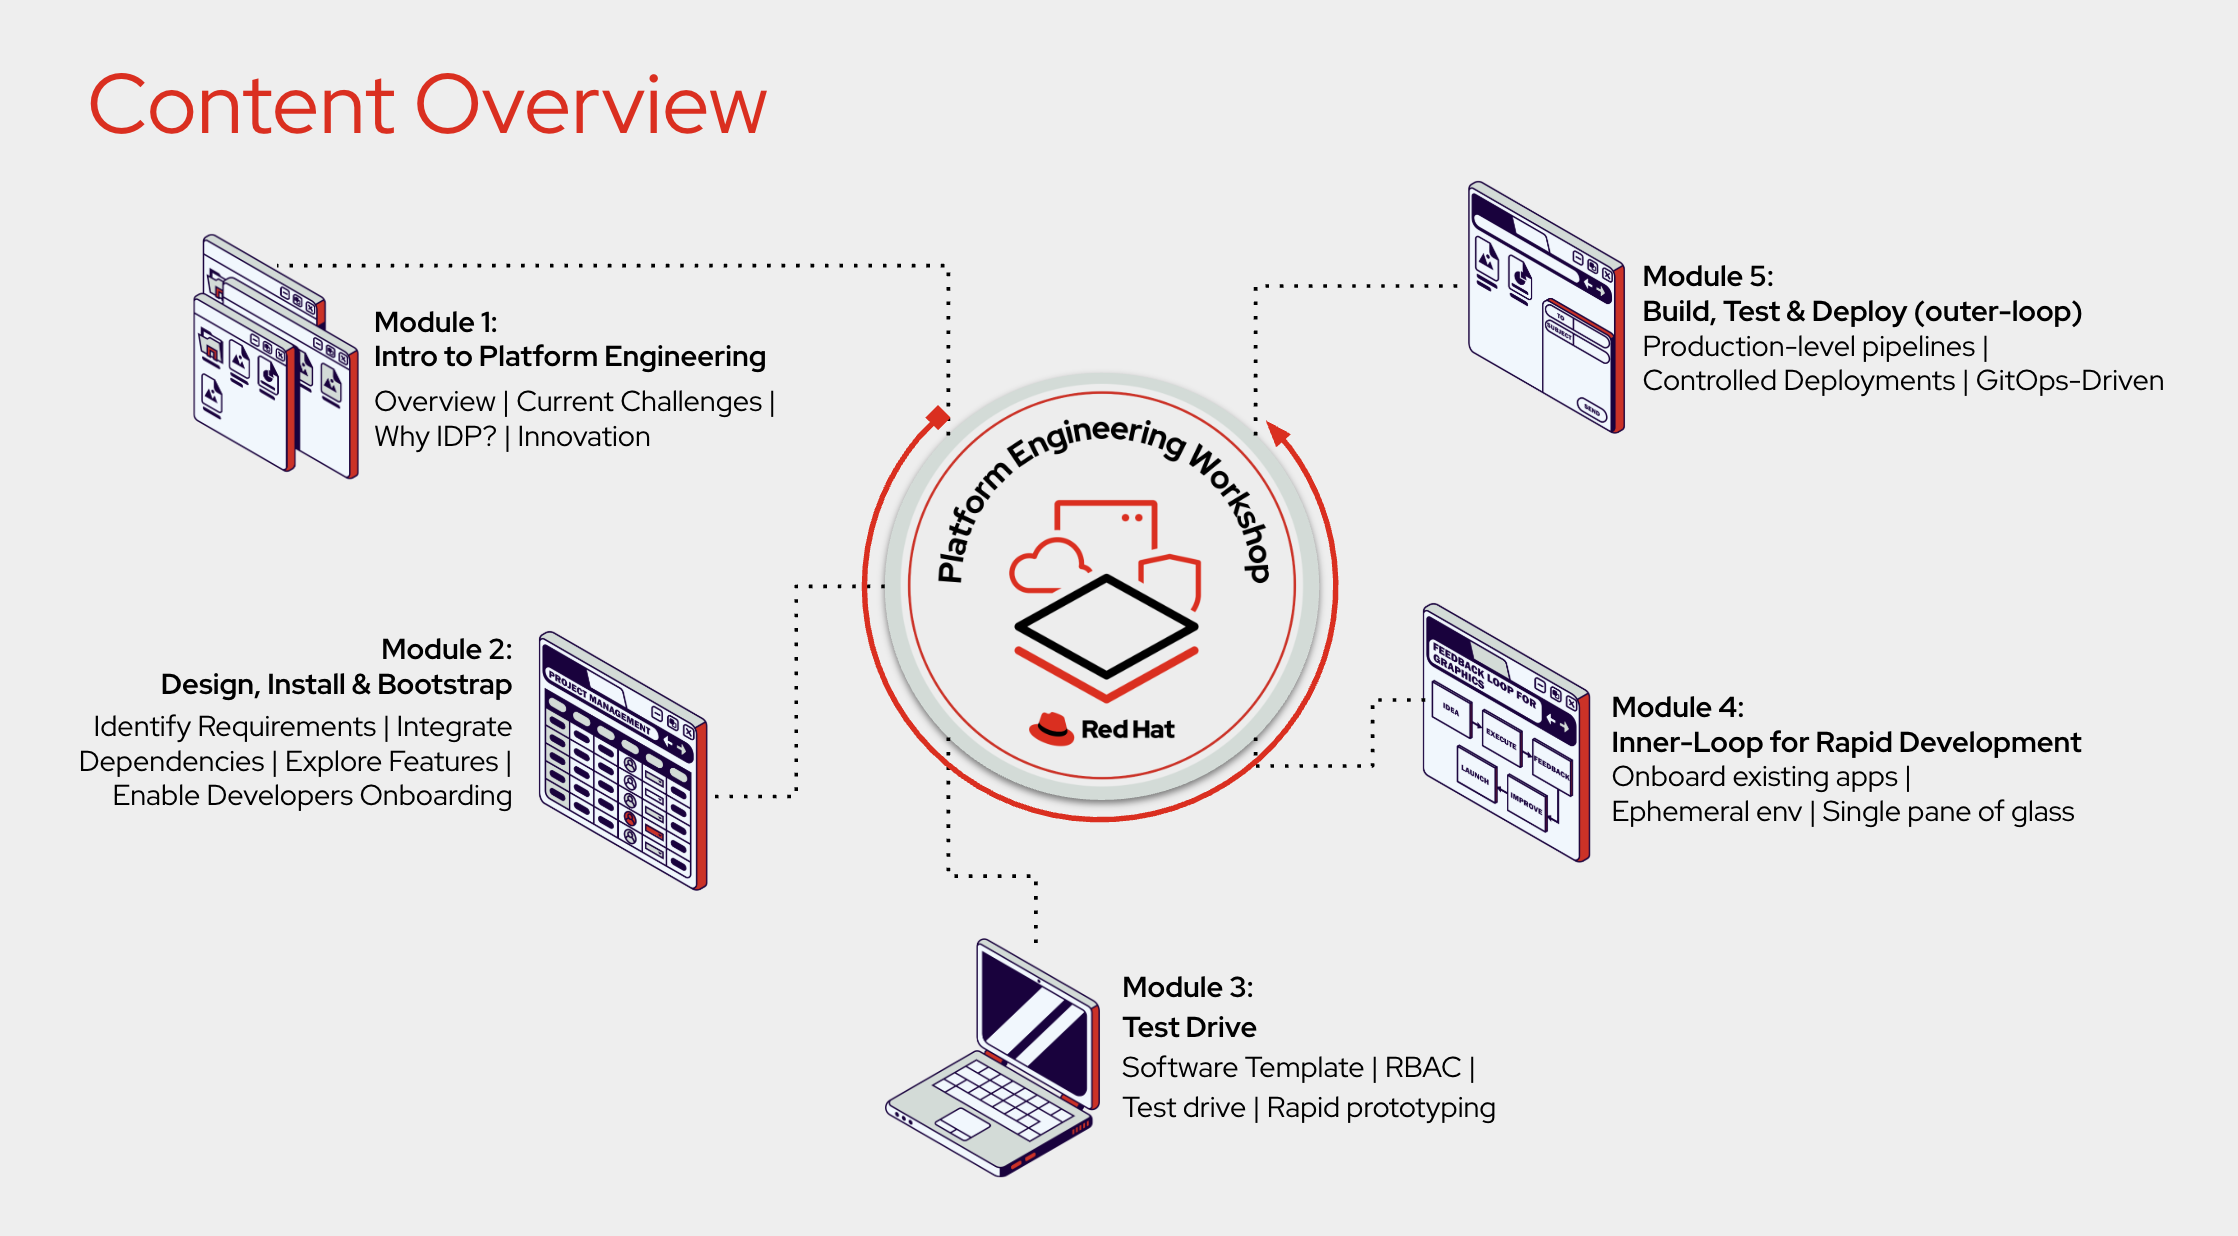 Content Overview
Module 1:
Intro to Platform Engineering
Overview | Current Challenges |
Why IDP? | Innovation
Module 2:
Design, Install & Bootstrap
Identify Requirements | Integrate
Dependencies | Explore Features |
Enable Developers Onboarding
PROJECT MANAGEMENT
Platform Engineering Workshop
Red Hat
Module 3:
Test Drive
Software Template | RBAC |
Test drive | Rapid prototyping
FEEDBACK LOOP FOR
GRAPHICS
IDEA
EXECUTE
FEEDBACK
LAUNCH
IMPROVE
Module 4:
Inner-Loop for Rapid Development
Onboard existing apps |
Ephemeral env | Single pane of glass
TO
SUBJECT
SEND
Module 5:
Build, Test & Deploy (outer-loop)
Production-level pipelines |
Controlled Deployments | GitOps-Driven